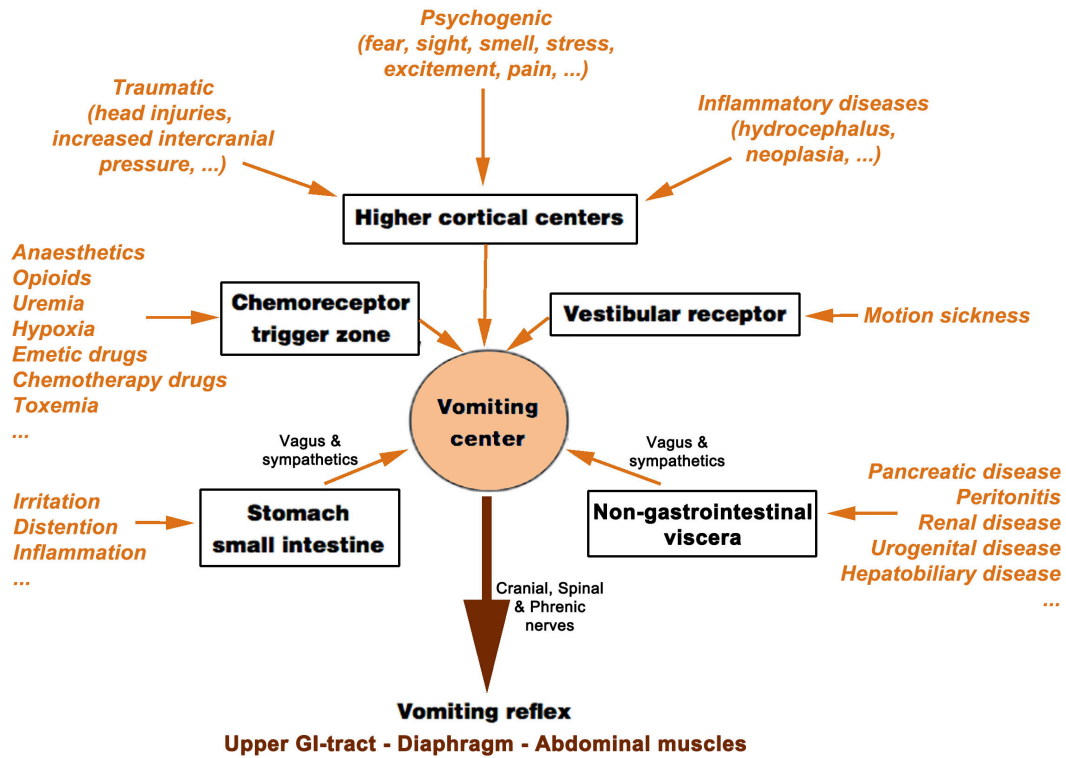 Psychogenic
(fear, sight, smell, stress,
excitement, pain, ...)
Traumatic
(head injuries,
increased intercranial
pressure, ...)
Inflammatory diseases
(hydrocephalus,
neoplasia, ...)
Higher cortical centers
Anaesthetics
Opioids
Uremia
Hypoxia
Emetic drugs
Chemotherapy drugs
Toxemia
...
Chemoreceptor
trigger zone
Vestibular receptor
Motion sickness
Vomiting
center
Vagus &
sympathetics
Vagus &
sympathetics
Irritation
Distention
Inflammation
...
Stomach
small intestine
Non-gastrointestinal
viscera
Pancreatic disease
Peritonitis
Renal disease
Urogenital disease
Hepatobiliary disease
...
Cranial, Spinal
& Phrenic
nerves
Vomiting reflex
Upper GI-tract - Diaphragm - Abdominal muscles